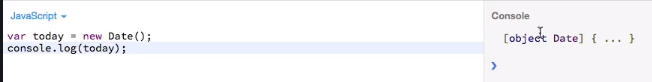 JavaScript
Console
var today = new Date();
console.log(today);
[object Date] { ... }